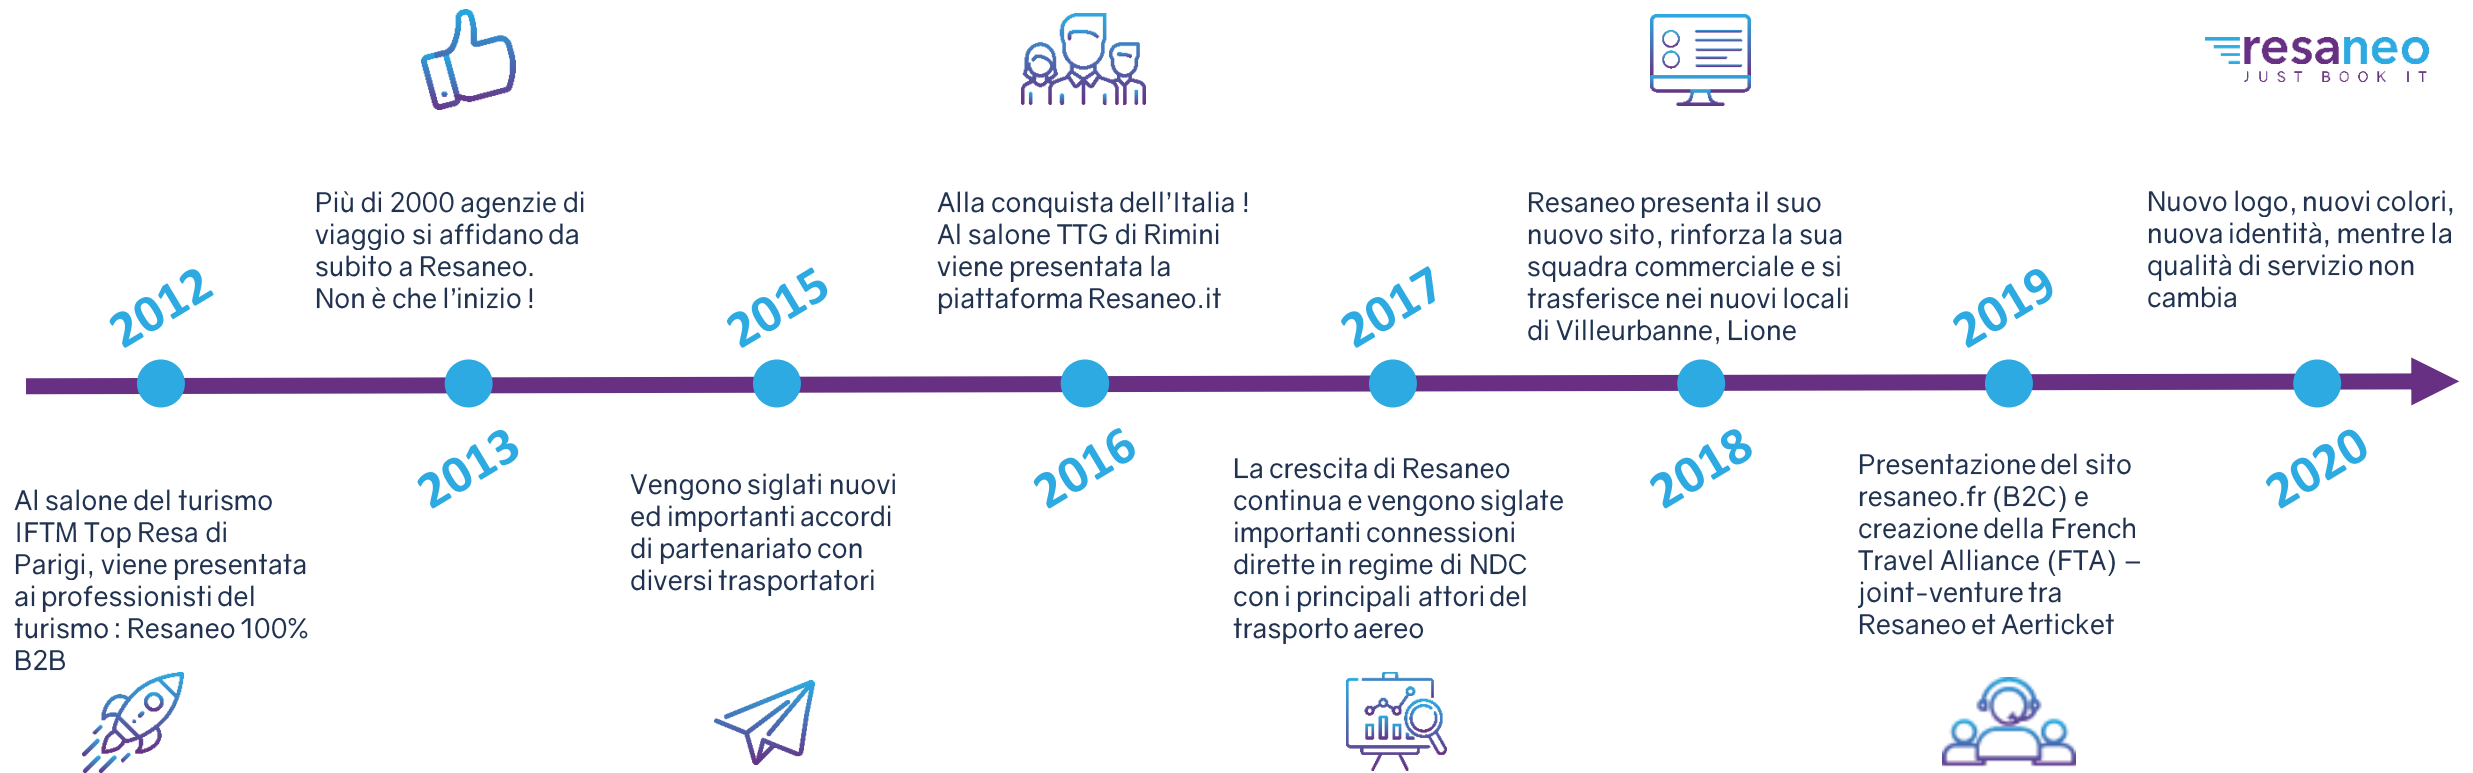 resaneo
JUST BOOK IT
2012
Al salone del turismo
IFTM Top Resa di
Parigi, viene presentata
ai professionisti del
turismo : Resaneo 100%
B2B
Più di 2000 agenzie di
viaggio si affidano da
subito a Resaneo.
Non è che l'inizio !
2013
2015
Vengono siglati nuovi
ed importanti accordi
di partenariato con
diversi trasportatori
Alla conquista dell'Italia !
Al salone TTG di Rimini
viene presentata la
piattaforma Resaneo.it
2016
2017
La crescita di Resaneo
continua e vengono siglate
importanti connessioni
dirette in regime di NDC
con i principali attori del
trasporto aereo
Resaneo presenta il suo
nuovo sito, rinforza la sua
squadra commerciale e si
trasferisce nei nuovi locali
di Villeurbanne, Lione
2018
2019
Presentazione del sito
resaneo.fr (B2C) e
creazione della French
Travel Alliance (FTA) –
joint-venture tra
Resaneo et Aerticket
Nuovo logo, nuovi colori,
nuova identità, mentre la
qualità di servizio non
cambia
2020